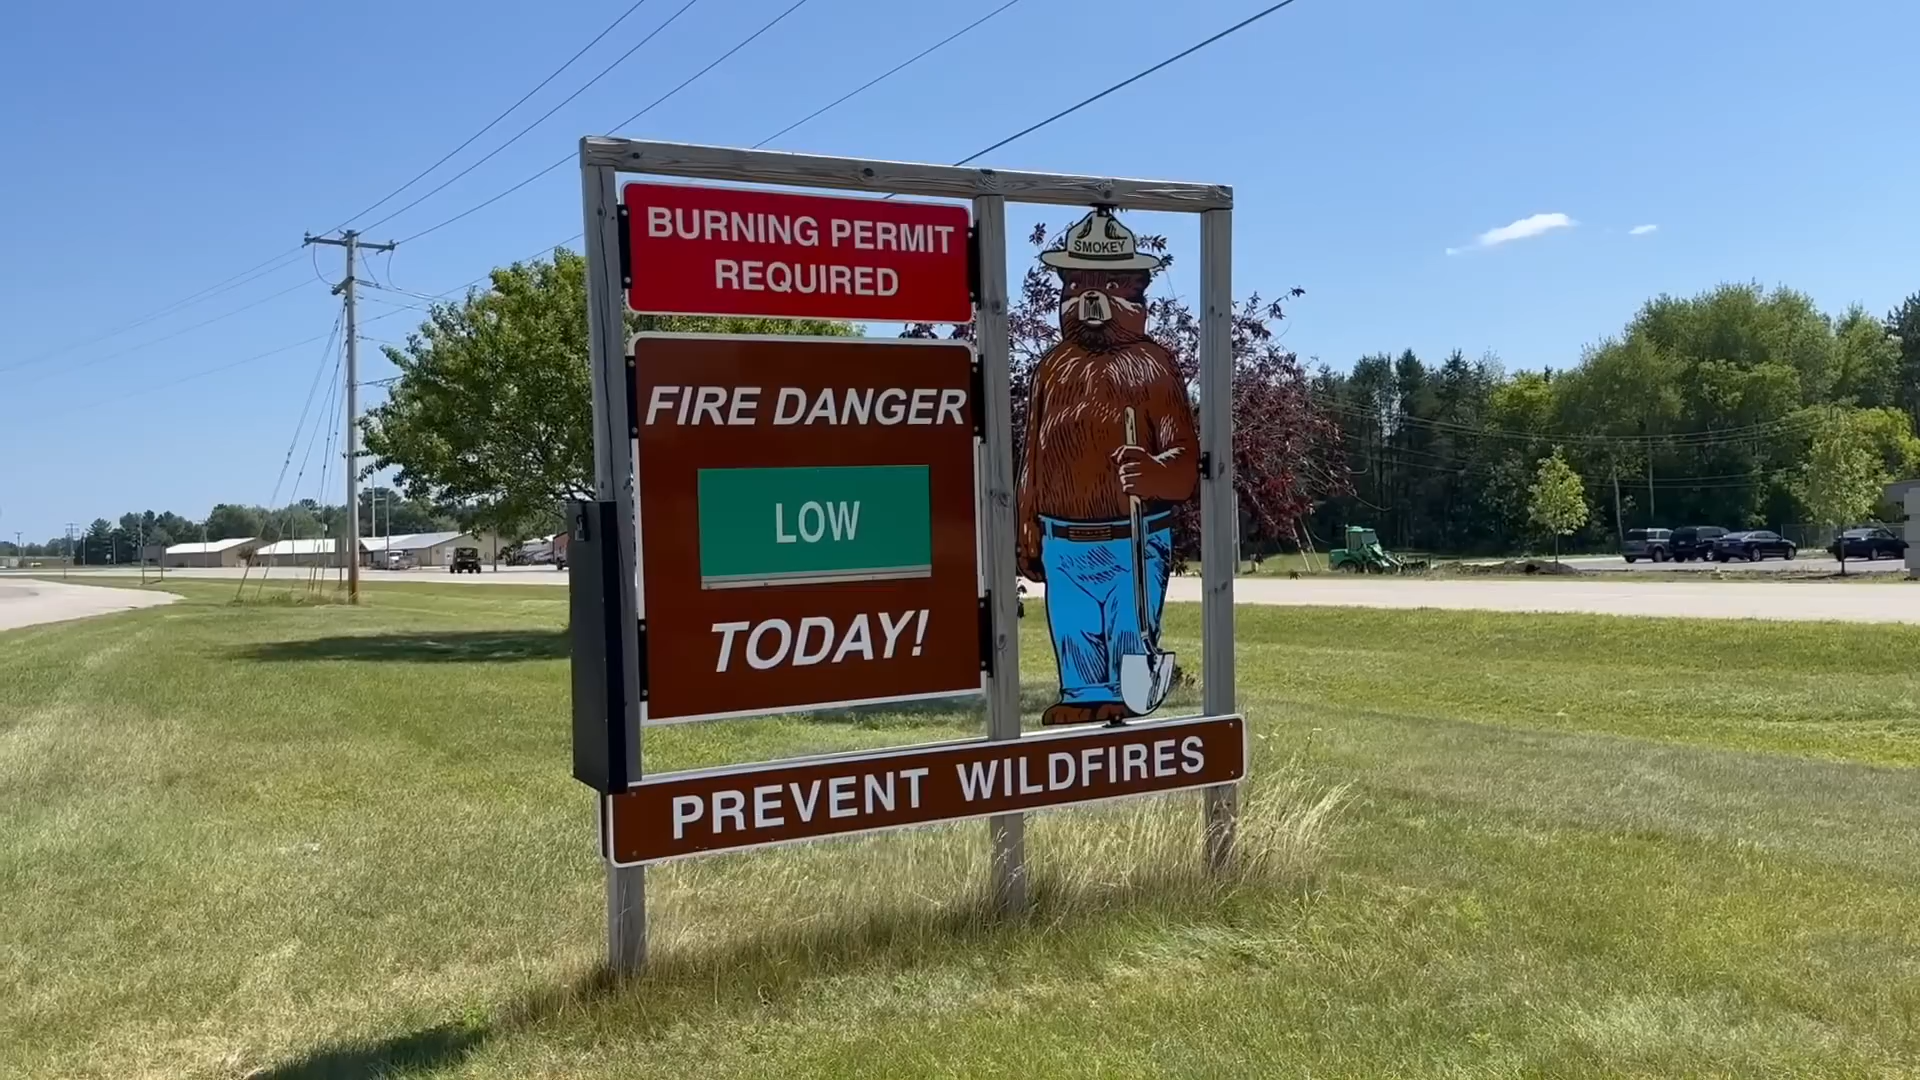 BURNING PERMIT
REQUIRED
FIRE DANGER
LOW
TODAY!
SMOKEY
PREVENT WILDFIRES